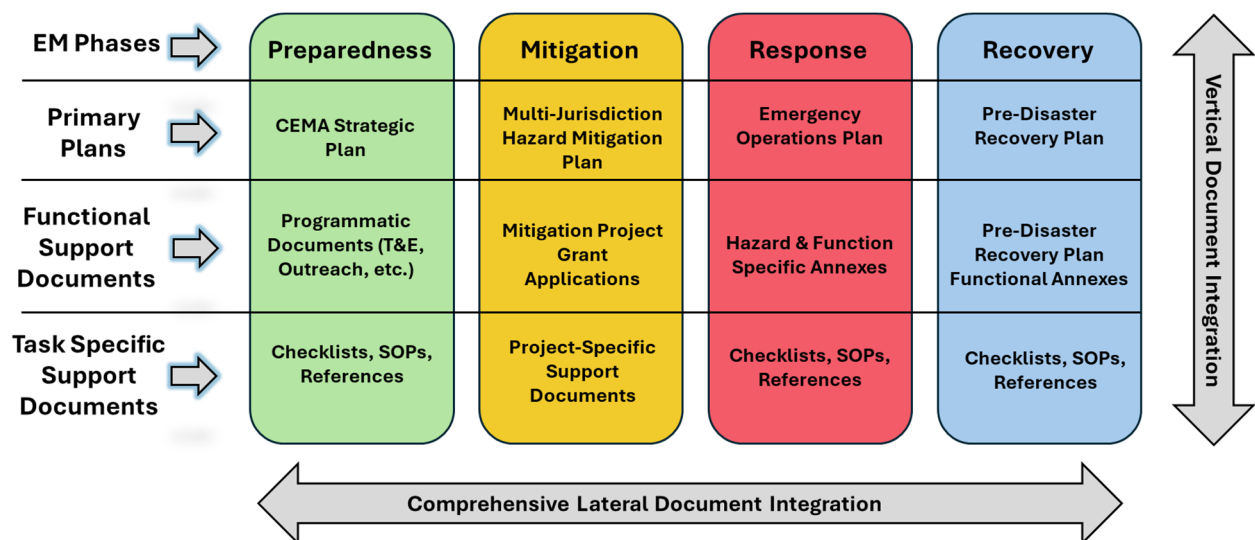 EM Phases
Preparedness
Mitigation
Response
Recovery
Primary
Plans
CEMA Strategic
Plan
Multi-Jurisdiction
Hazard Mitigation
Plan
Emergency
Operations Plan
Pre-Disaster
Recovery Plan
Functional
Support
Documents
Programmatic
Documents (T&E,
Outreach, etc.)
Mitigation Project
Grant
Applications
Hazard & Function
Specific Annexes
Pre-Disaster
Recovery Plan
Functional Annexes
Task Specific
Support
Documents
Checklists, SOPs,
References
Project-Specific
Support
Documents
Checklists, SOPs,
References
Checklists, SOPs,
References
Vertical Document Integration
Comprehensive Lateral Document Integration